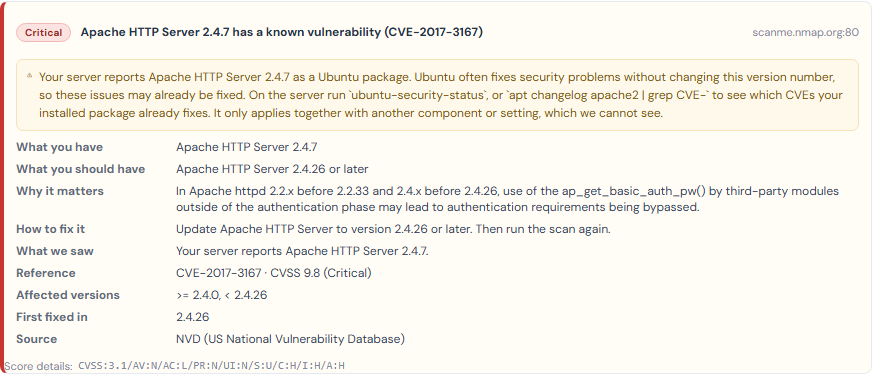 Critical Apache HTTP Server 2.4.7 has a known vulnerability (CVE-2017-3167) scanme.nmap.org:80
⚠ Your server reports Apache HTTP Server 2.4.7 as a Ubuntu package. Ubuntu often fixes security problems without changing this version number,
so these issues may already be fixed. On the server run `ubuntu-security-status`, or `apt changelog apache2 | grep CVE-` to see which CVEs your
installed package already fixes. It only applies together with another component or setting, which we cannot see.
What you have Apache HTTP Server 2.4.7
What you should have Apache HTTP Server 2.4.26 or later
Why it matters In Apache httpd 2.2.x before 2.2.33 and 2.4.x before 2.4.26, use of the ap_get_basic_auth_pw() by third-party modules
outside of the authentication phase may lead to authentication requirements being bypassed.
How to fix it Update Apache HTTP Server to version 2.4.26 or later. Then run the scan again.
What we saw Your server reports Apache HTTP Server 2.4.7.
Reference CVE-2017-3167 · CVSS 9.8 (Critical)
Affected versions >= 2.4.0, < 2.4.26
First fixed in 2.4.26
Source NVD (US National Vulnerability Database)
Score details: CVSS:3.1/AV:N/AC:L/PR:N/UI:N/S:U/C:H/I:H/A:H